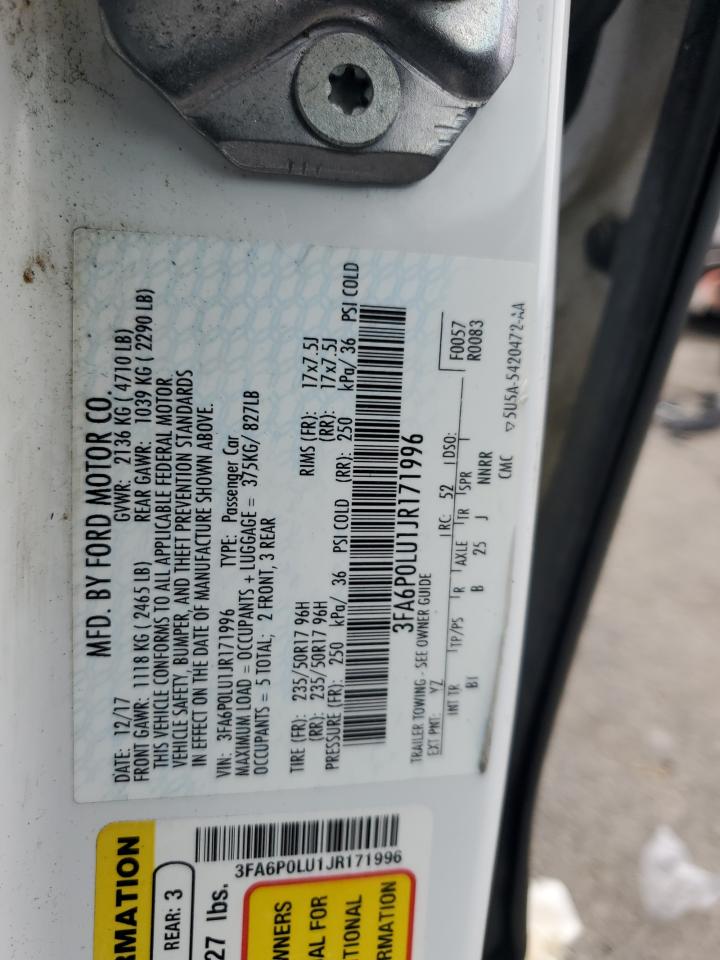 MFD. BY FORD MOTOR CO.
DATE: 12/17 GVWR: 2136 KG ( 4710 LB)
FRONT GAWR: 1118 KG ( 2465 LB) REAR GAWR: 1039 KG ( 2290 LB)
THIS VEHICLE CONFORMS TO ALL APPLICABLE FEDERAL MOTOR
VEHICLE SAFETY, BUMPER, AND THEFT PREVENTION STANDARDS
IN EFFECT ON THE DATE OF MANUFACTURE SHOWN ABOVE.
VIN: 3FA6P0LU1JR171996 TYPE: Passenger Car
MAXIMUM LOAD = OCCUPANTS + LUGGAGE = 375KG/ 827LB
OCCUPANTS = 5 TOTAL; 2 FRONT, 3 REAR
TIRE (FR): 235/50R17 96H RIMS (FR): 17x7.5J
(RR): 235/50R17 96H (RR): 17x7.5J
PRESSURE (FR): 250 kPa/ 36 PSI COLD (RR): 250 kPa/ 36 PSI COLD
3FA6P0LU1JR171996
TRAILER TOWING - SEE OWNER GUIDE
EXT PNT: YZ RC: 52 DSO: F0057
R0083
INT TR TP/PS R AXLE TR SPR
BI B 25 J NNRR
CMC ▽5U5A-5420472-AA
3FA6P0LU1JR171996
RMATION
REAR: 3
27 lbs.
WNERS
AL FOR
TIONAL
ORMATION